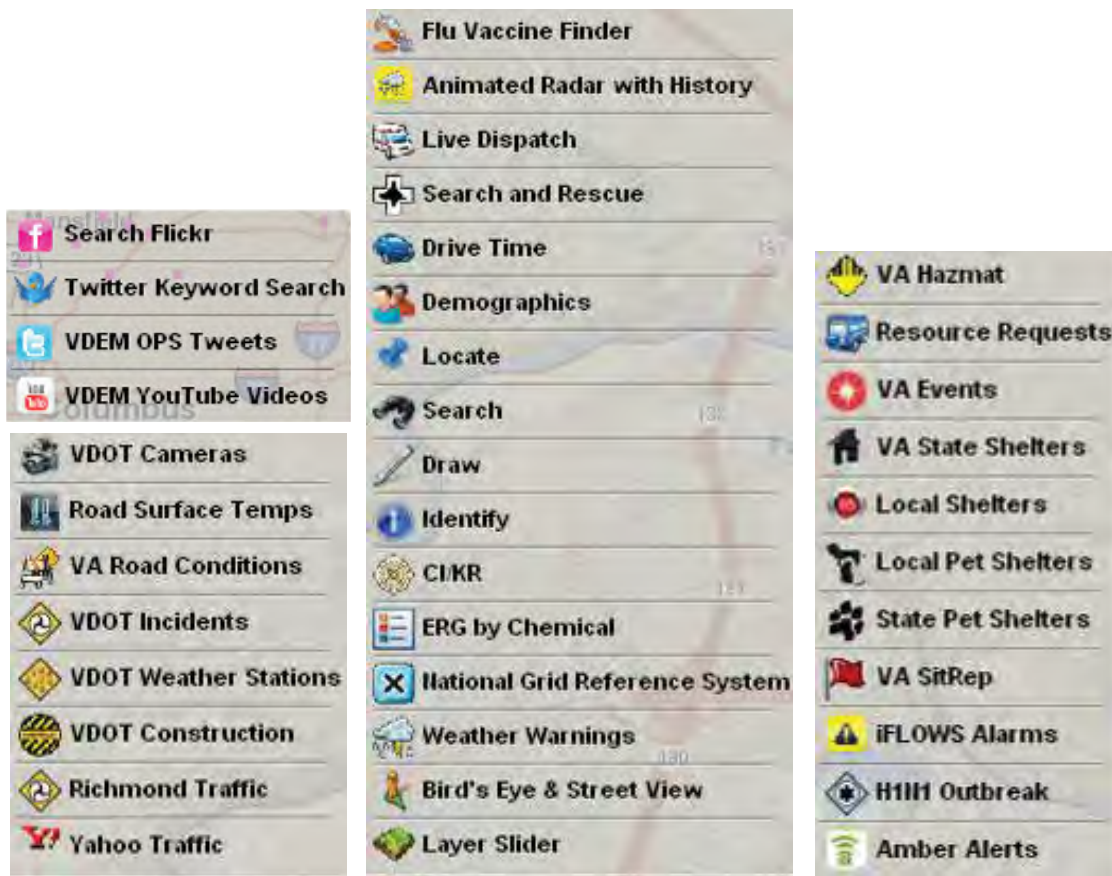 Mansfield
Search Flickr
Twitter Keyword Search
VDEM OPS Tweets
VDEM YouTube Videos
Columbus
VDOT Cameras
Road Surface Temps
VA Road Conditions
VDOT Incidents
VDOT Weather Stations
VDOT Construction
Richmond Traffic
Yahoo Traffic
Flu Vaccine Finder
Animated Radar with History
Live Dispatch
Search and Rescue
Drive Time
Demographics
Locate
Search
Draw
Identify
CI/KR
ERG by Chemical
National Grid Reference System
Weather Warnings
Bird's Eye & Street View
Layer Slider
VA Hazmat
Resource Requests
VA Events
VA State Shelters
Local Shelters
Local Pet Shelters
State Pet Shelters
VA SitRep
iFLOWS Alarms
H1N1 Outbreak
Amber Alerts